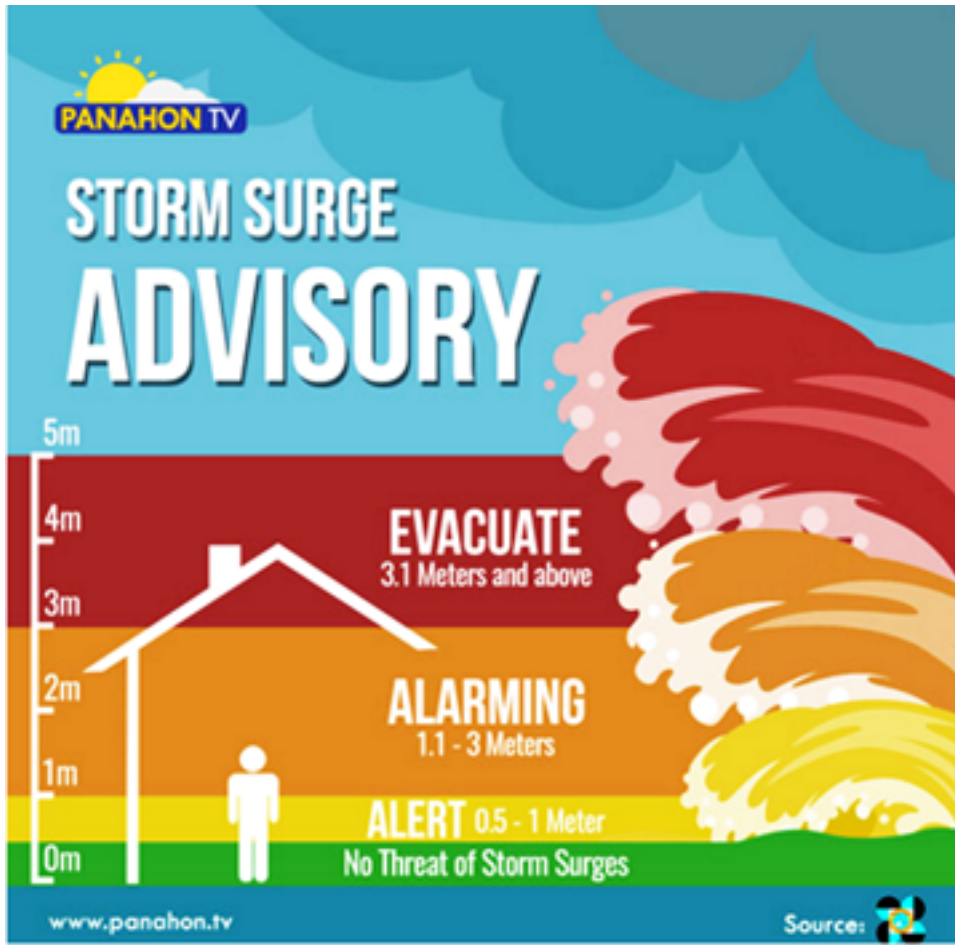 PANAHON TV
STORM SURGE
ADVISORY
5m
4m
EVACUATE
3.1 Meters and above
3m
2m
ALARMING
1.1 - 3 Meters
1m
ALERT 0.5 - 1 Meter
0m
No Threat of Storm Surges
www.panahon.tv
Source: